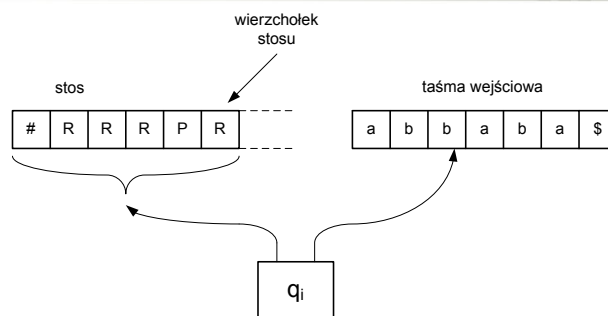 wierzchołek
stosu
stos
taśma wejściowa
# R R R P R
a b b a b a $
qi